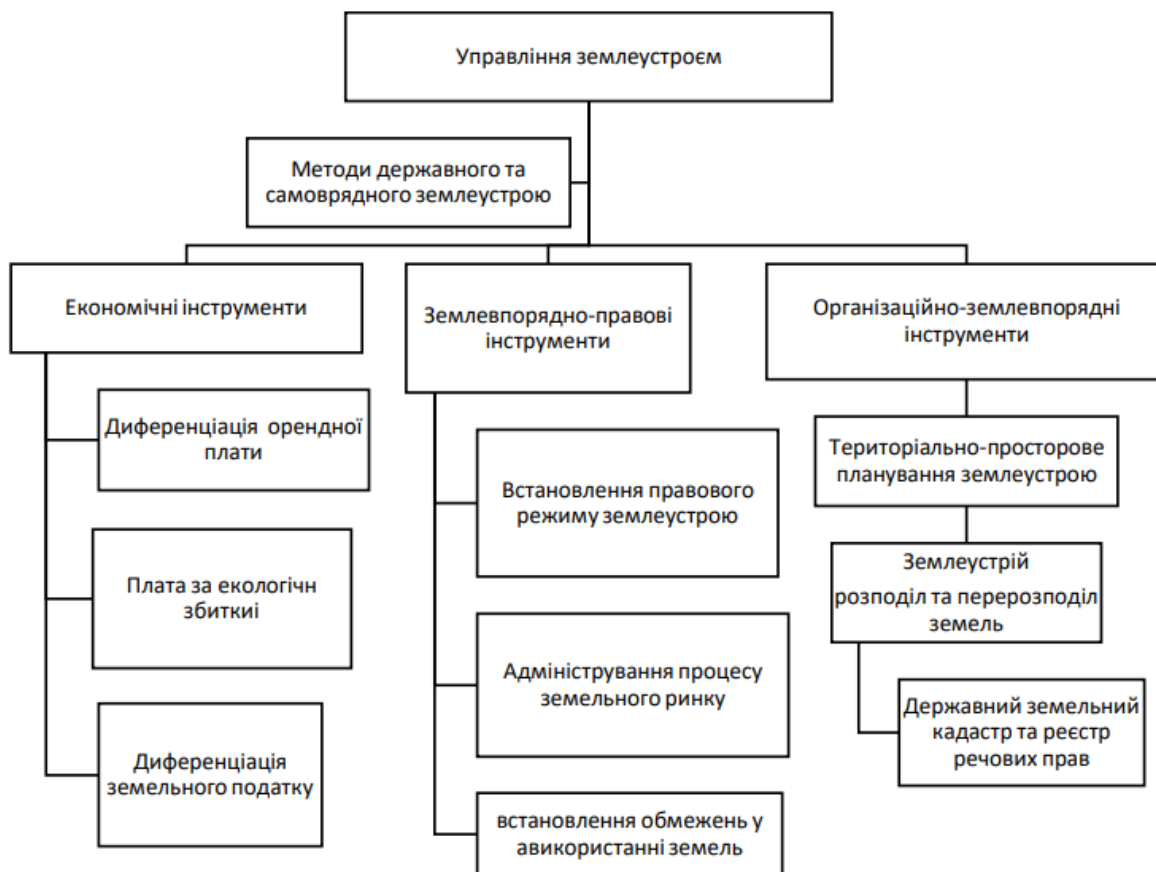 Управління землеустроєм
Методи державного та
самоврядного землеустрою
Економічні інструменти
Диференціація орендної
плати
Плата за екологічн
збиткиі
Диференціація
земельного податку
Землевпорядно-правові
інструменти
Встановлення правового
режиму землеустрою
Адміністрування процесу
земельного ринку
встановлення обмежень у
авикористанні земель
Організаційно-землевпорядні
інструменти
Територіально-просторове
планування землеустрою
Землеустрій
розподіл та перерозподіл
земель
Державний земельний
кадастр та реєстр
речових прав